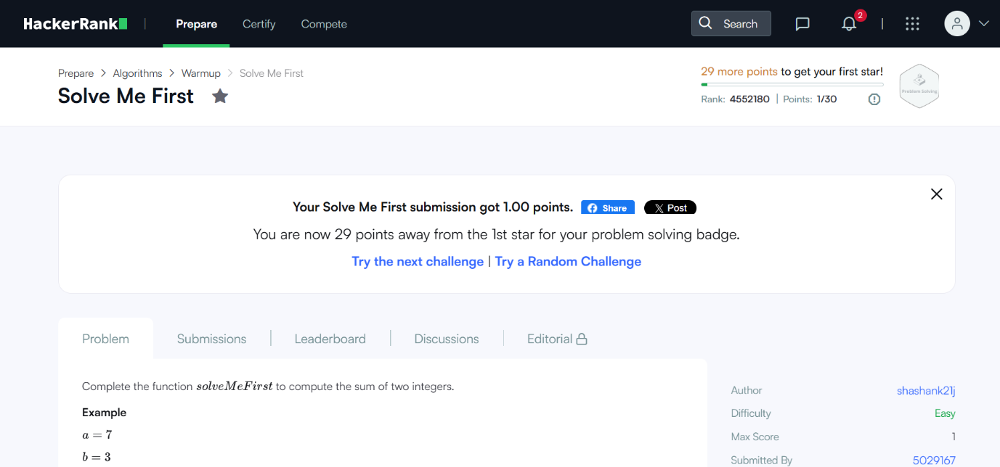 HackerRank | Prepare Certify Compete Search 2 |
Prepare > Algorithms > Warmup > Solve Me First
Solve Me First
29 more points to get your first star!
Rank: 4552180 | Points: 1/30
Problem Solving
Your Solve Me First submission got 1.00 points. Share Post
You are now 29 points away from the 1st star for your problem solving badge.
Try the next challenge | Try a Random Challenge
Problem Submissions Leaderboard Discussions Editorial
Complete the function solveMeFirst to compute the sum of two integers.
Example
a = 7
b = 3
Author shashank21j
Difficulty Easy
Max Score 1
Submitted By 5029167